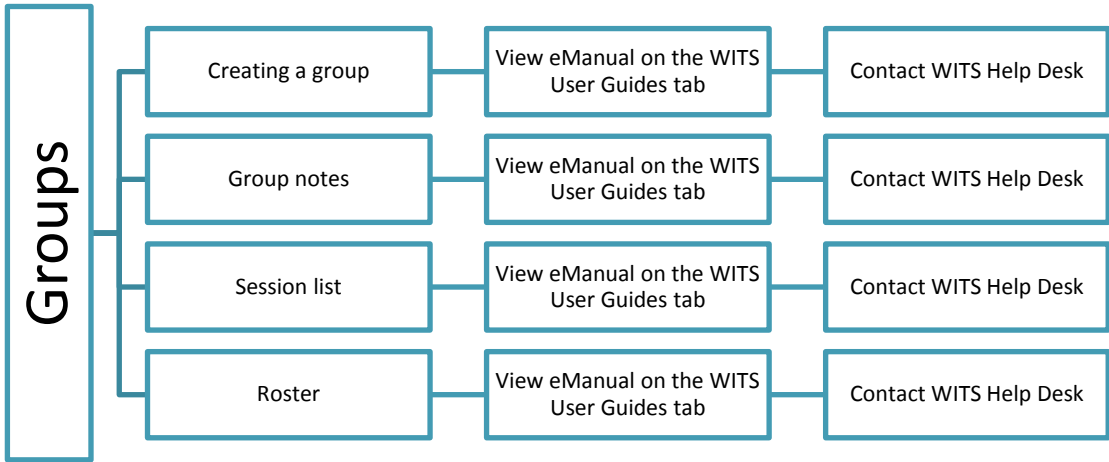 Groups
Creating a group
View eManual on the WITS
User Guides tab
Contact WITS Help Desk
Group notes
View eManual on the WITS
User Guides tab
Contact WITS Help Desk
Session list
View eManual on the WITS
User Guides tab
Contact WITS Help Desk
Roster
View eManual on the WITS
User Guides tab
Contact WITS Help Desk